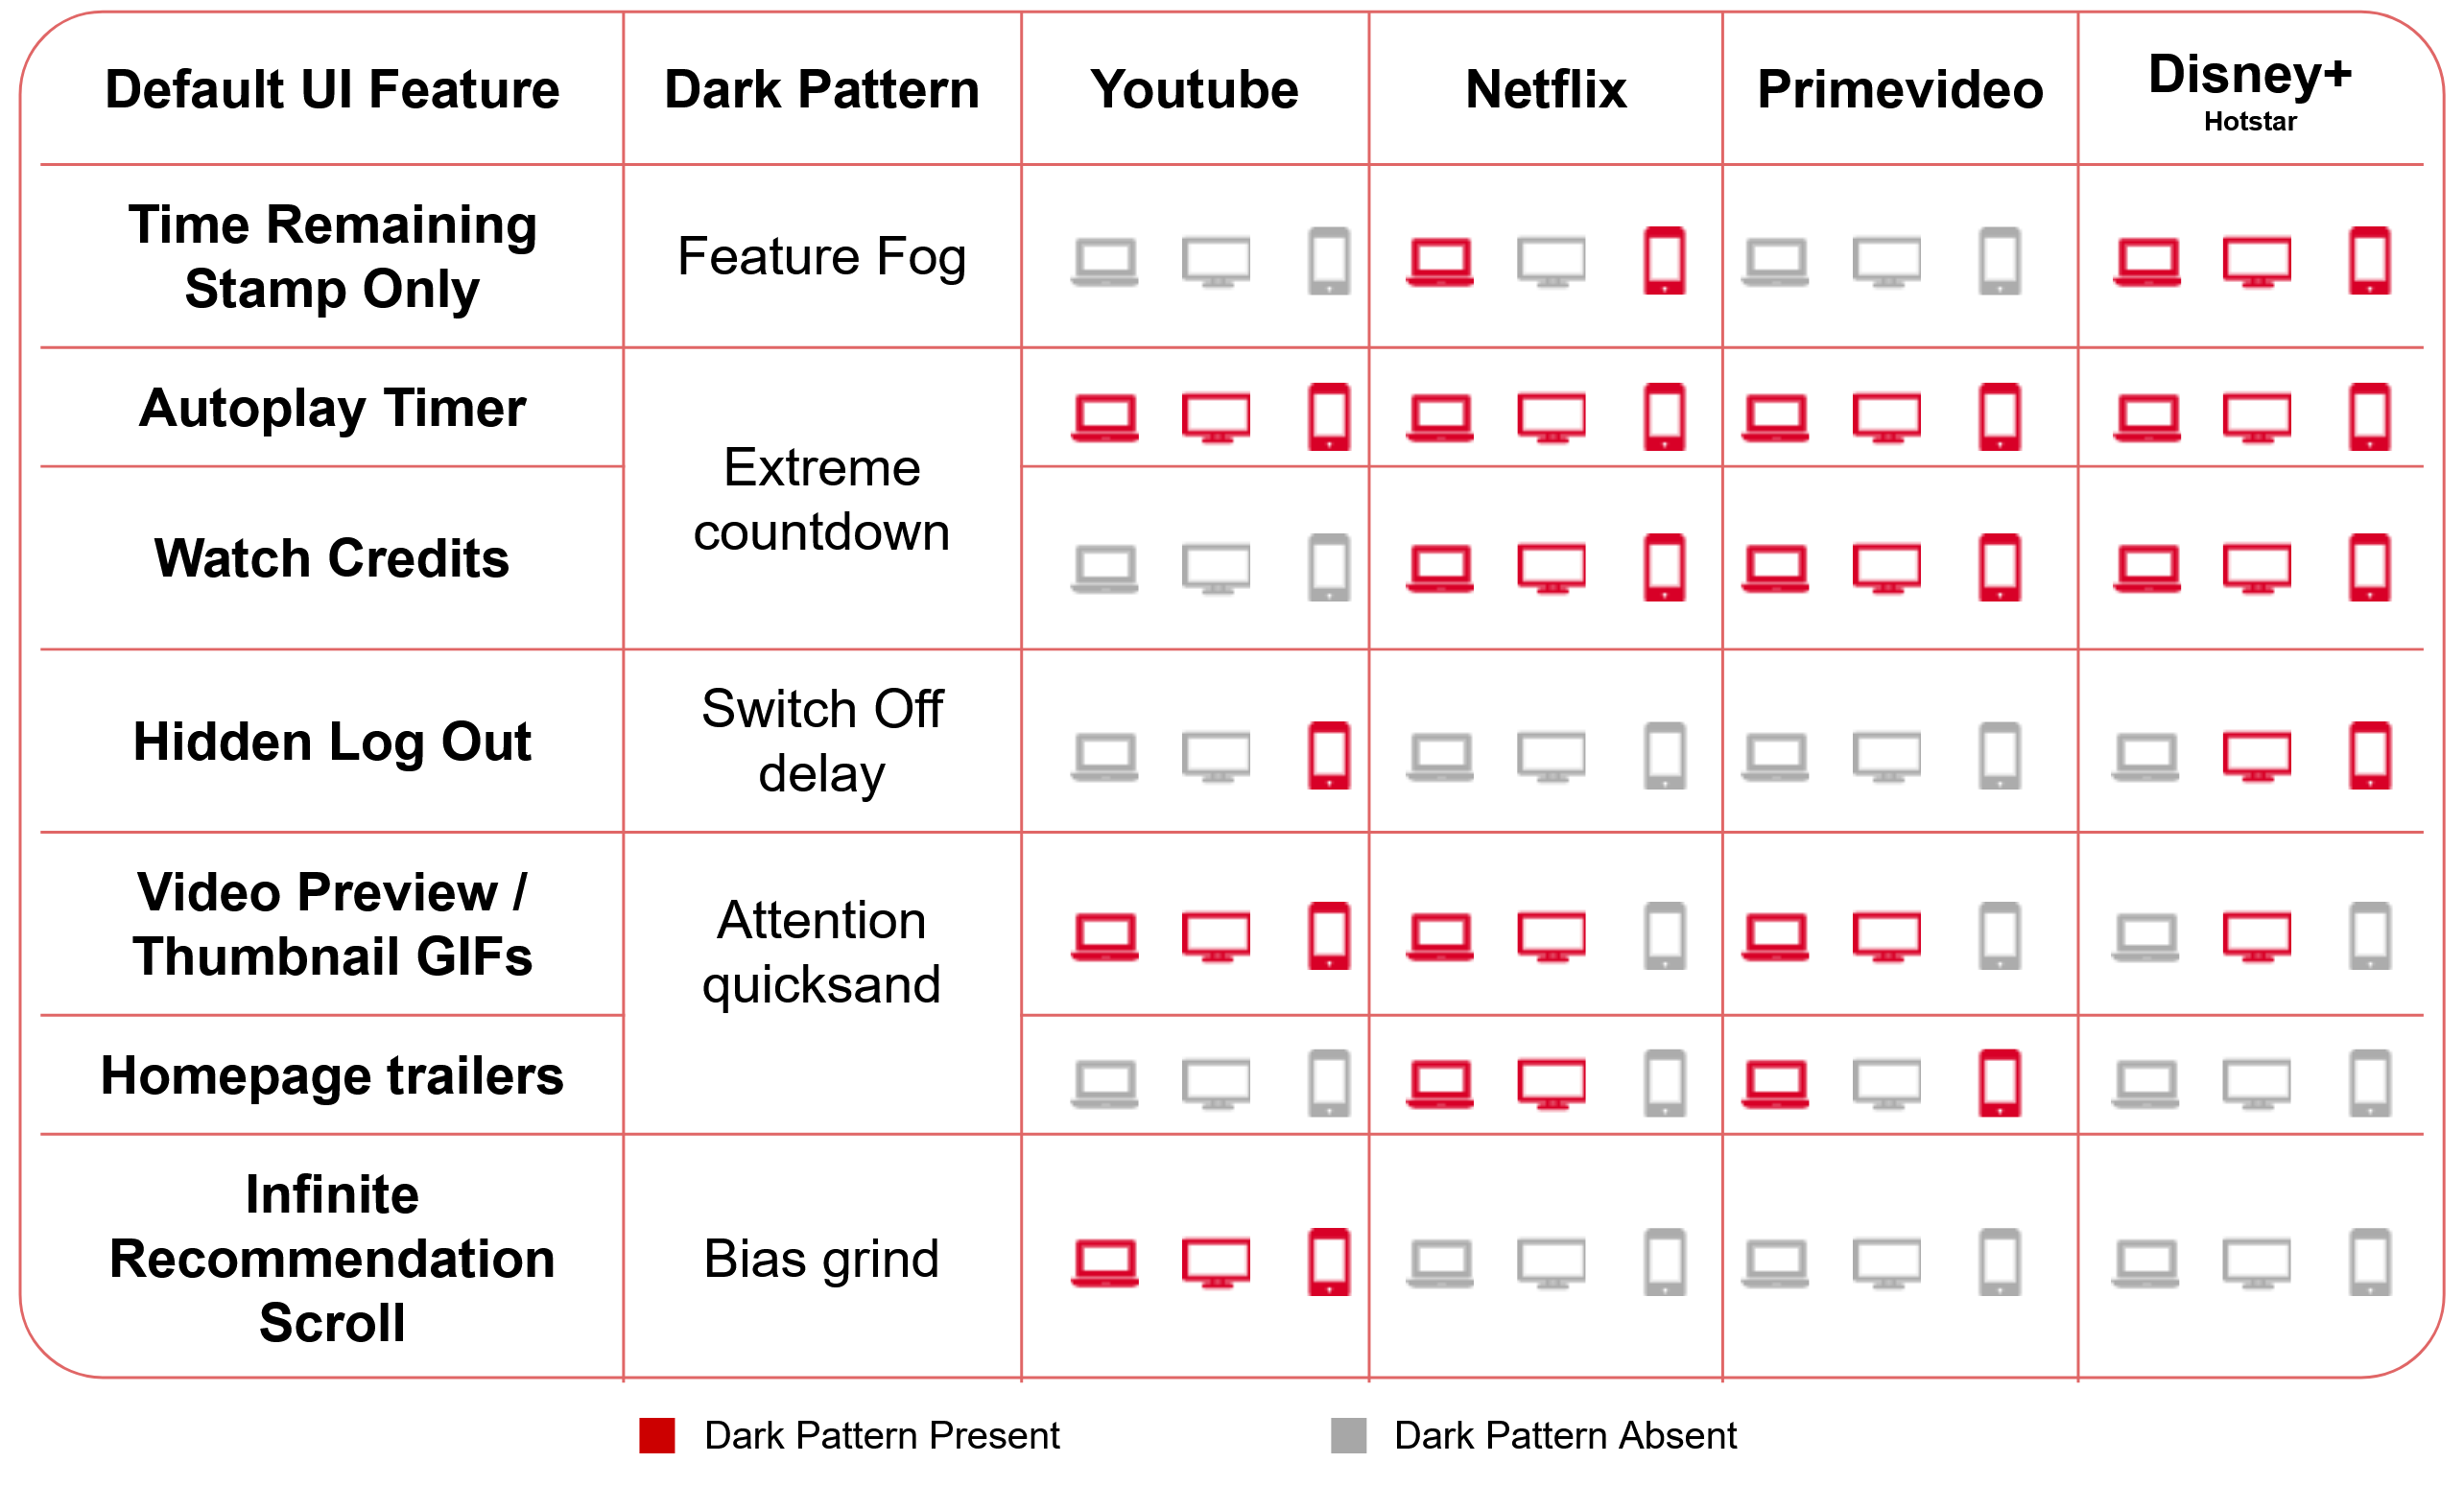 Default UI Feature
Dark Pattern
Youtube
Netflix
Primevideo
Disney+
Hotstar
Time Remaining
Stamp Only
Feature Fog
Autoplay Timer
Extreme
countdown
Watch Credits
Hidden Log Out
Switch Off
delay
Video Preview /
Thumbnail GIFs
Attention
quicksand
Homepage trailers
Infinite
Recommendation
Scroll
Bias grind
Dark Pattern Present
Dark Pattern Absent